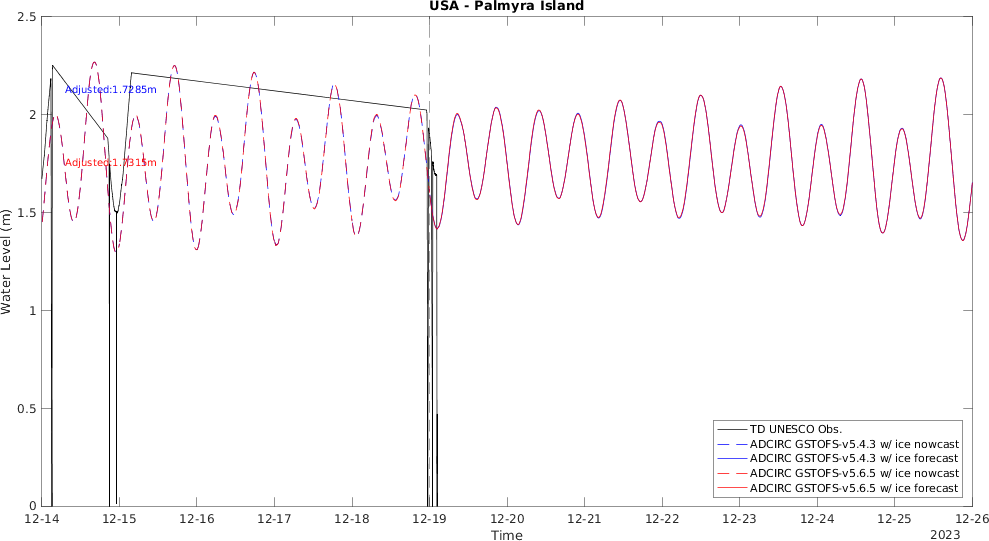 USA - Palmyra Island
2.5
2
1.5
1
0.5
0
Water Level (m)
Adjusted:1.7285m
Adjusted:1.7315m
TD UNESCO Obs.
ADCIRC GSTOFS-v5.4.3 w/ ice nowcast
ADCIRC GSTOFS-v5.4.3 w/ ice forecast
ADCIRC GSTOFS-v5.6.5 w/ ice nowcast
ADCIRC GSTOFS-v5.6.5 w/ ice forecast
12-14 12-15 12-16 12-17 12-18 12-19 12-20 12-21 12-22 12-23 12-24 12-25 12-26
Time
2023